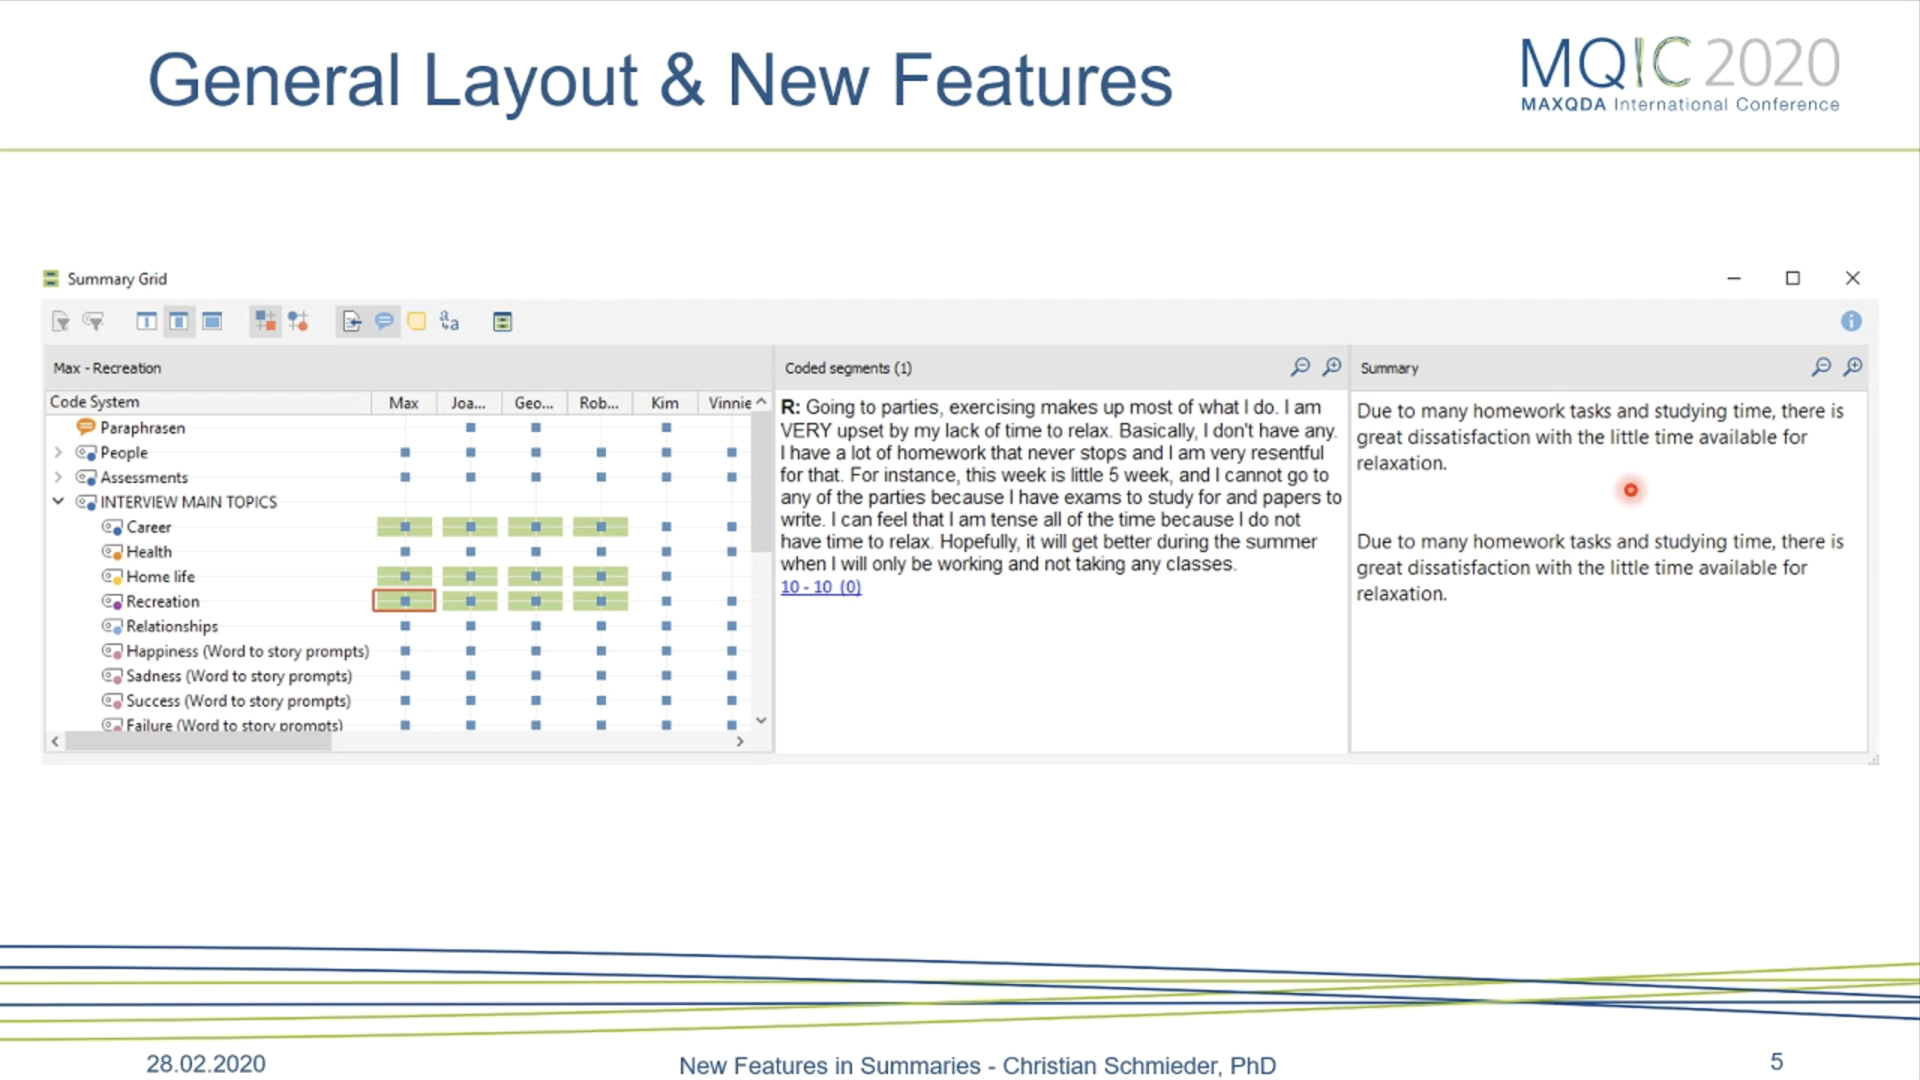 General Layout & New Features
MQIC 2020
MAXQDA International Conference
Summary Grid
Max - Recreation
Code System
Max Joa... Geo... Rob... Kim Vinnie
Paraphrasen
People
Assessments
INTERVIEW MAIN TOPICS
Career
Health
Home life
Recreation
Relationships
Happiness (Word to story prompts)
Sadness (Word to story prompts)
Success (Word to story prompts)
Failure (Word to story prompts)
Coded segments (1)
R: Going to parties, exercising makes up most of what I do. I am
VERY upset by my lack of time to relax. Basically, I don't have any.
I have a lot of homework that never stops and I am very resentful
for that. For instance, this week is little 5 week, and I cannot go to
any of the parties because I have exams to study for and papers to
write. I can feel that I am tense all of the time because I do not
have time to relax. Hopefully, it will get better during the summer
when I will only be working and not taking any classes.
10 - 10 (0)
Summary
Due to many homework tasks and studying time, there is
great dissatisfaction with the little time available for
relaxation.
Due to many homework tasks and studying time, there is
great dissatisfaction with the little time available for
relaxation.
28.02.2020
New Features in Summaries - Christian Schmieder, PhD
5